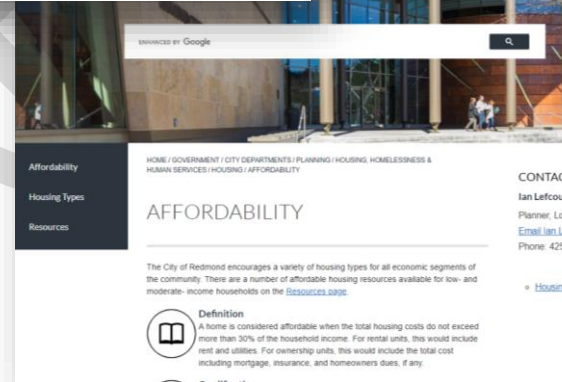 ENHANCED BY Google
Affordability
Housing Types
Resources
HOME / GOVERNMENT / CITY DEPARTMENTS / PLANNING / HOUSING, HOMELESSNESS &
HUMAN SERVICES / HOUSING / AFFORDABILITY
AFFORDABILITY
The City of Redmond encourages a variety of housing types for all economic segments of
the community. There are a number of affordable housing resources available for low- and
moderate- income households on the Resources page.
Definition
A home is considered affordable when the total housing costs do not exceed
more than 30% of the household income. For rental units, this would include
rent and utilities. For ownership units, this would include the total cost
including mortgage, insurance, and homeowners dues, if any.
CONTAC
Ian Lefcou
Planner, Lo
Email Ian L
Phone: 425
Housin